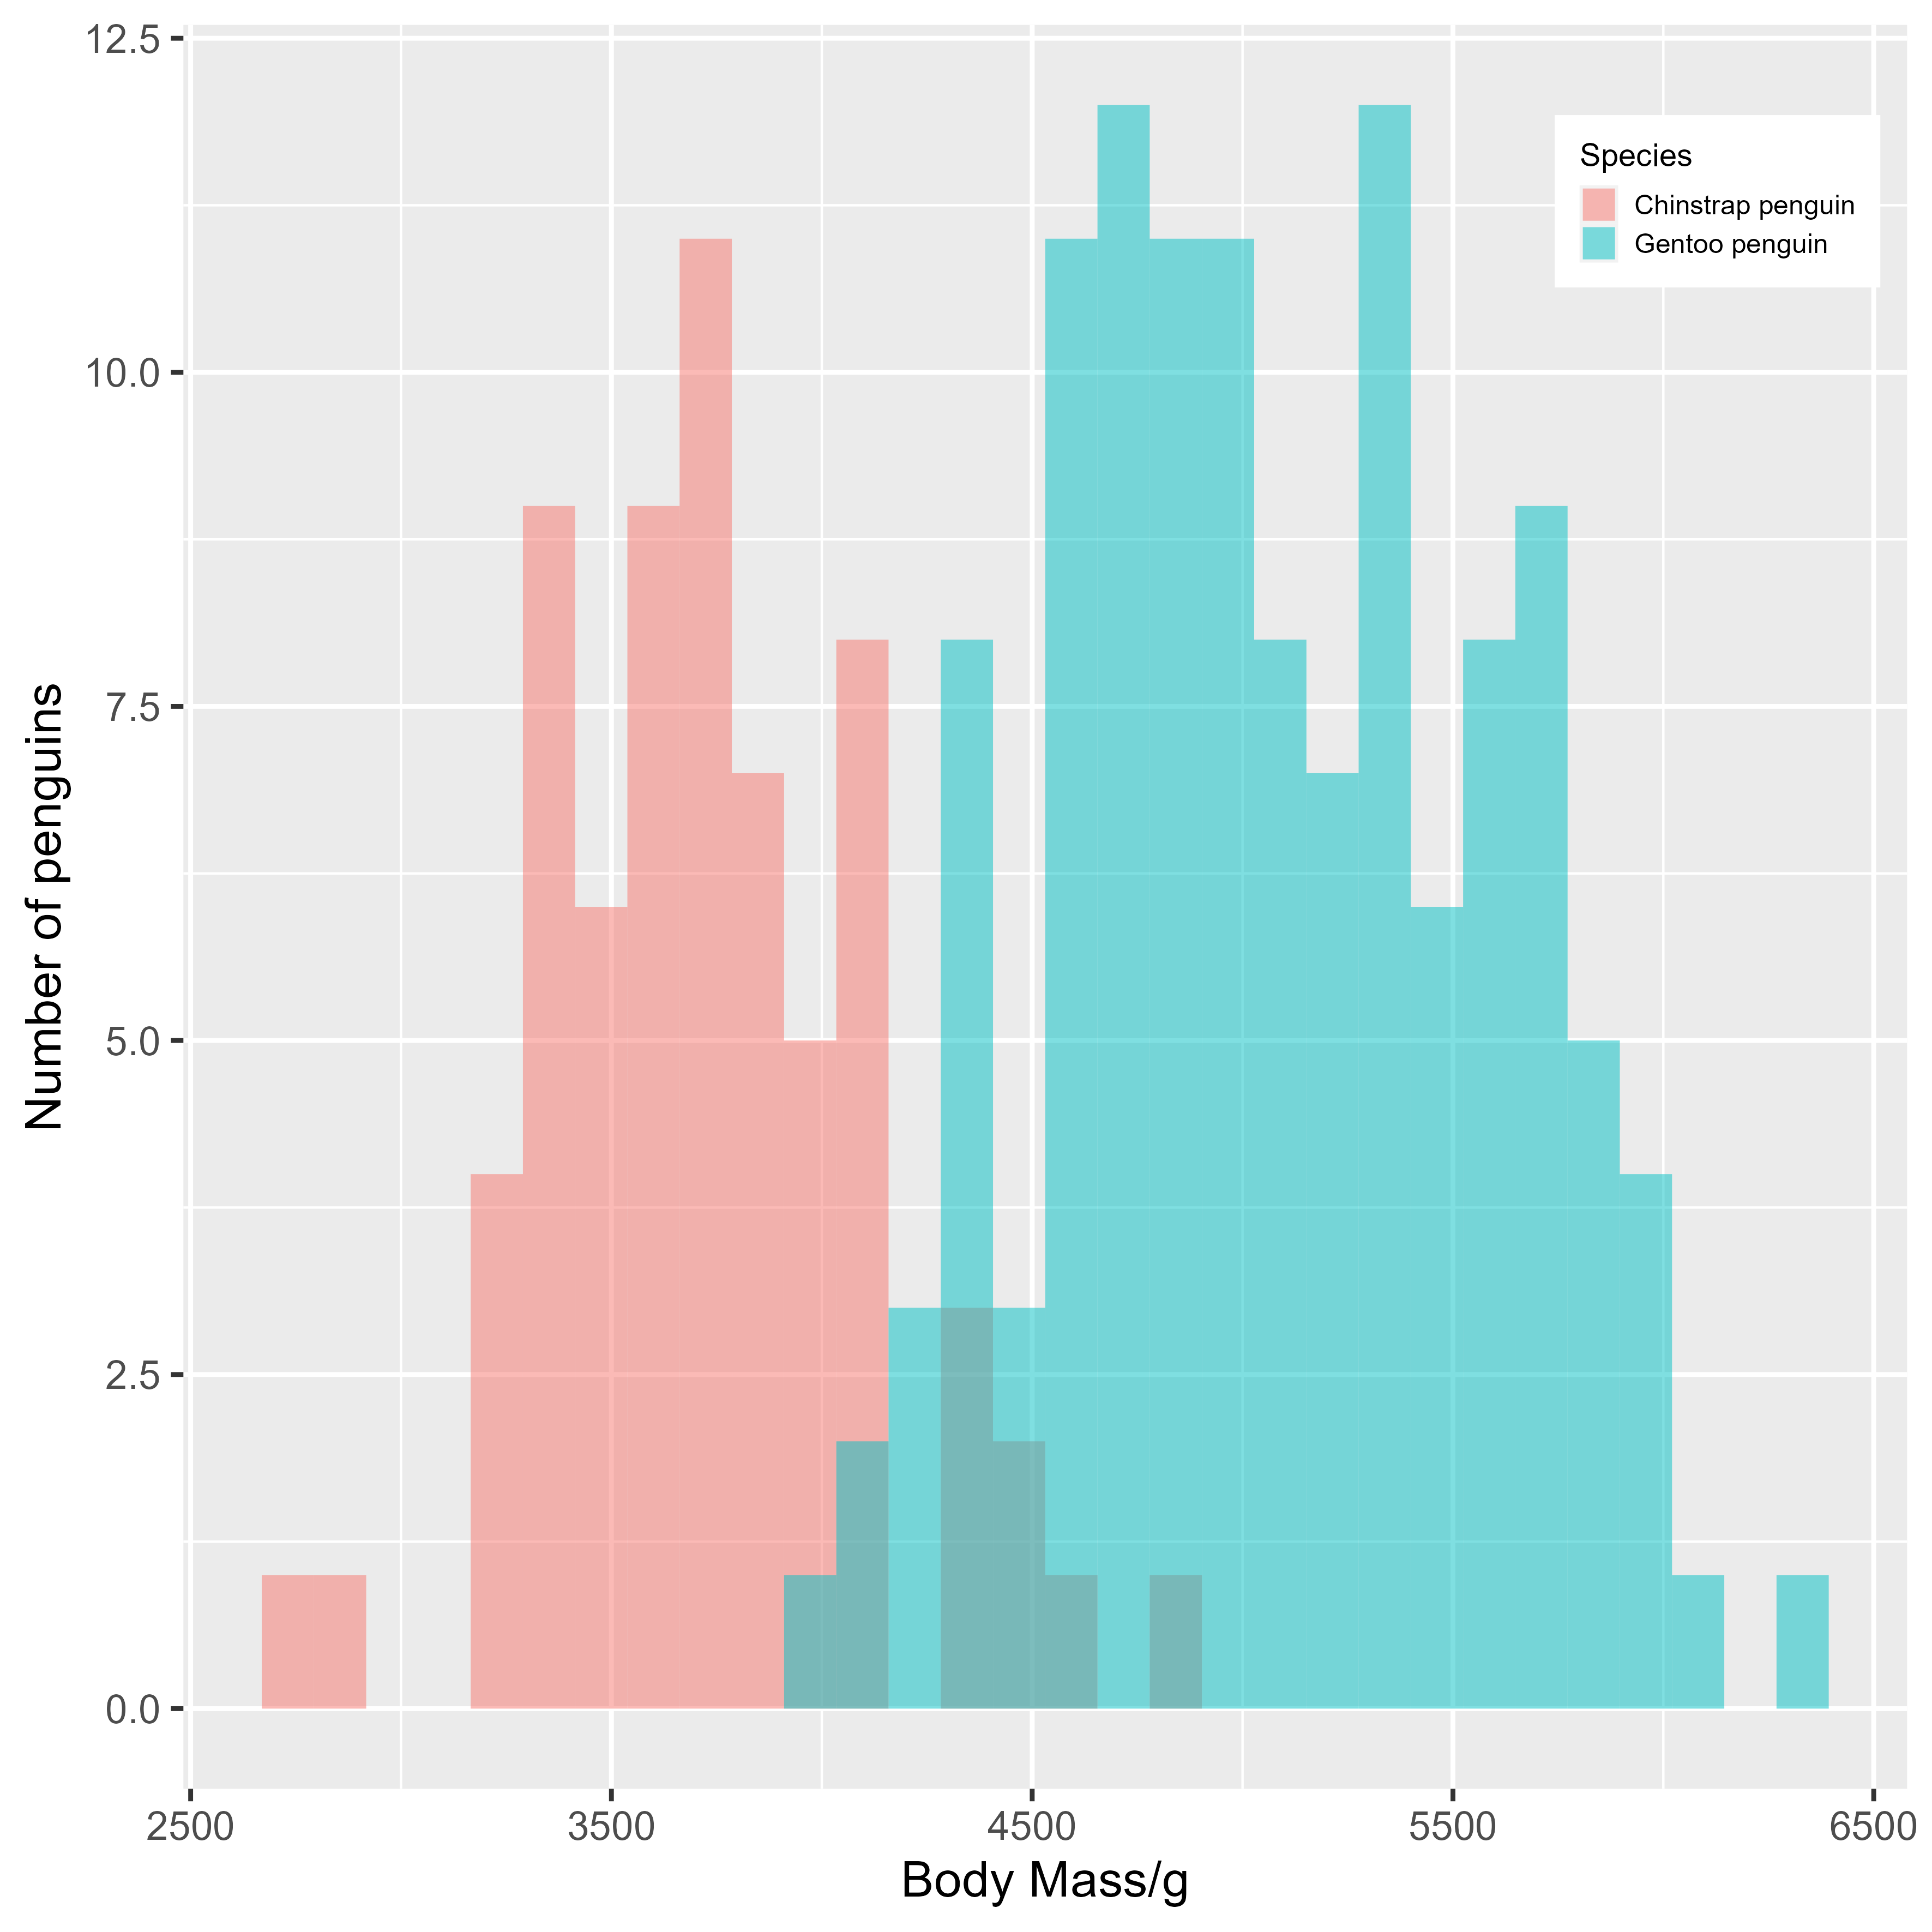 12.5
10.0
7.5
5.0
2.5
0.0
Number of penguins
Species
Chinstrap penguin
Gentoo penguin
2500 3500 4500 5500 6500
Body Mass/g